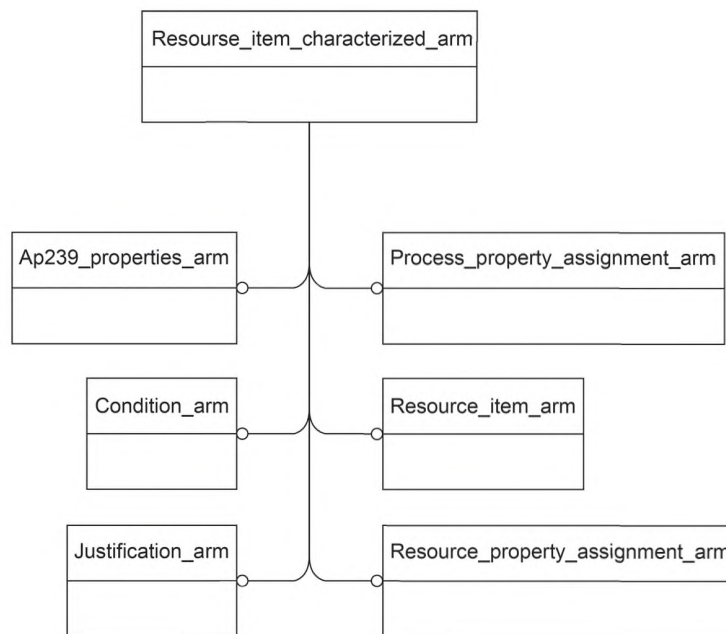 Resourse_item_characterized_arm
Ap239_properties_arm
Process_property_assignment_arm
Condition_arm
Resource_item_arm
Justification_arm
Resource_property_assignment_arm